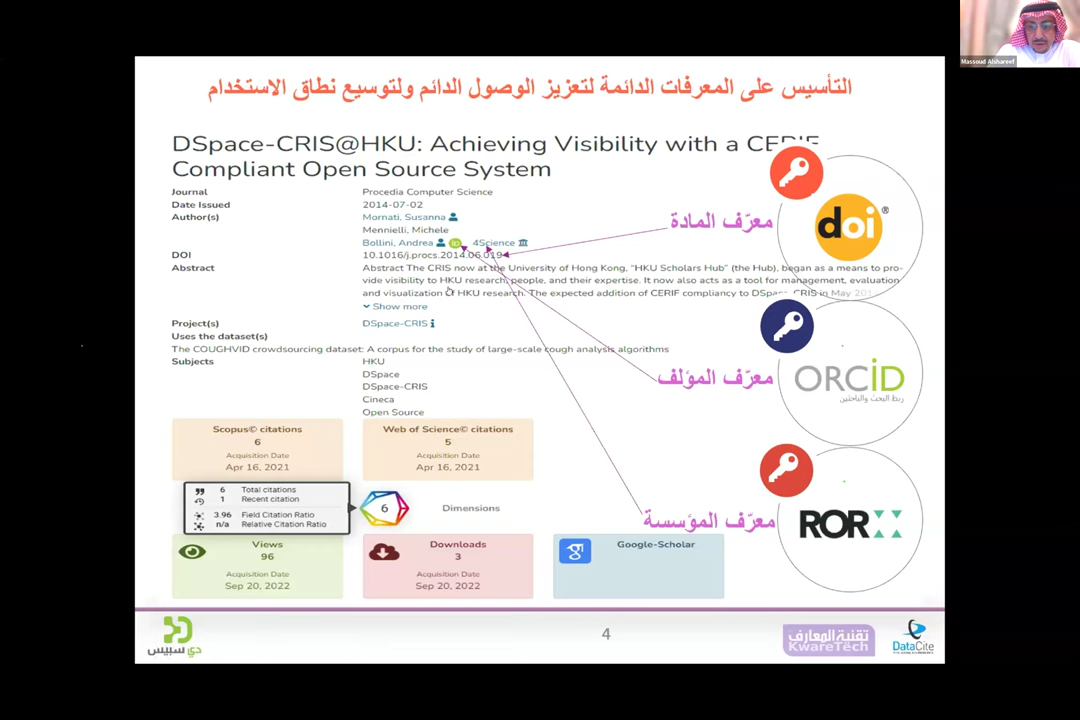 Massoud Alshareef
التأسيس على المعرفات الدائمة لتعزيز الوصول الدائم ولتوسيع نطاق الاستخدام
DSpace-CRIS@HKU: Achieving Visibility with a CERIF
Compliant Open Source System
Journal Procedia Computer Science
Date Issued 2014-07-02
Author(s) Mornati, Susanna
Mennielli, Michele
Bollini, Andrea iD 4Science
DOI 10.1016/j.procs.2014.06.019
Abstract Abstract The CRIS now at the University of Hong Kong, "HKU Scholars Hub" (the Hub), began as a means to pro-
vide visibility to HKU research, people, and their expertise. It now also acts as a tool for management, evaluation
and visualization of HKU research. The expected addition of CERIF compliancy to DSpace-CRIS in May 201
Show more
Project(s) DSpace-CRIS
Uses the dataset(s)
The COUGHVID crowdsourcing dataset: A corpus for the study of large-scale cough analysis algorithms
Subjects HKU
DSpace
DSpace-CRIS
Cineca
Open Source
معرّف المادة
doi®
معرّف المؤلف
ORCID
ربط البحث والباحثين
معرّف المؤسسة
ROR
Scopus© citations
6
Acquisition Date
Apr 16, 2021
Web of Science© citations
5
Acquisition Date
Apr 16, 2021
6 Total citations
1 Recent citation
3.96 Field Citation Ratio
n/a Relative Citation Ratio
6
Dimensions
Views
96
Acquisition Date
Sep 20, 2022
Downloads
3
Acquisition Date
Sep 20, 2022
Google-Scholar
دي سبيس
4
تقنية المعارف
KwareTech
DataCite